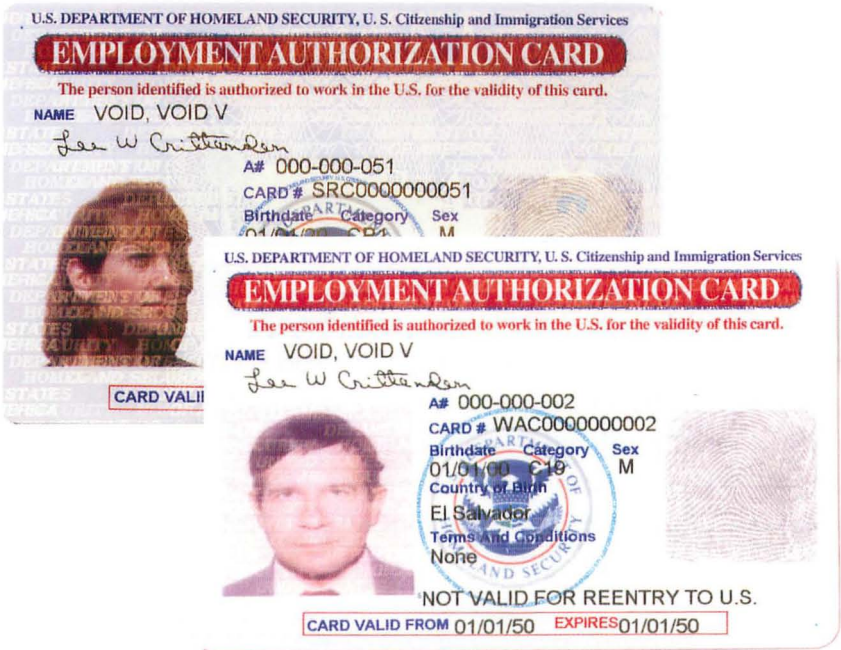 U.S. DEPARTMENT OF HOMELAND SECURITY, U. S. Citizenship and Immigration Services
EMPLOYMENT AUTHORIZATION CARD
The person identified is authorized to work in the U.S. for the validity of this card.
NAME VOID, VOID V
Lee W Crittenden
A# 000-000-051
CARD # SRC0000000051
Birthdate Category Sex
M
CARD VALI
U.S. DEPARTMENT OF HOMELAND SECURITY, U. S. Citizenship and Immigration Services
EMPLOYMENT AUTHORIZATION CARD
The person identified is authorized to work in the U.S. for the validity of this card.
NAME VOID, VOID V
Lee W Crittenden
A# 000-000-002
CARD # WAC0000000002
Birthdate Category Sex
01/01/00 C19 M
Country of Birth
El Salvador
Terms And Conditions
None
NOT VALID FOR REENTRY TO U.S.
CARD VALID FROM 01/01/50 EXPIRES 01/01/50